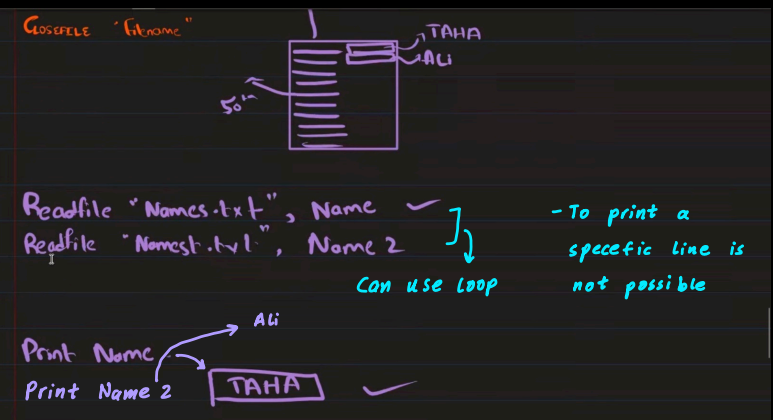 CLOSEFILE "Filename"
TAHA
Ali
50th
Readfile "Names.txt", Name
Readfile "Namest.txt", Name 2
Can use loop
- To print a
specefic line is
not possible
Ali
Print Name
Print Name 2
TAHA